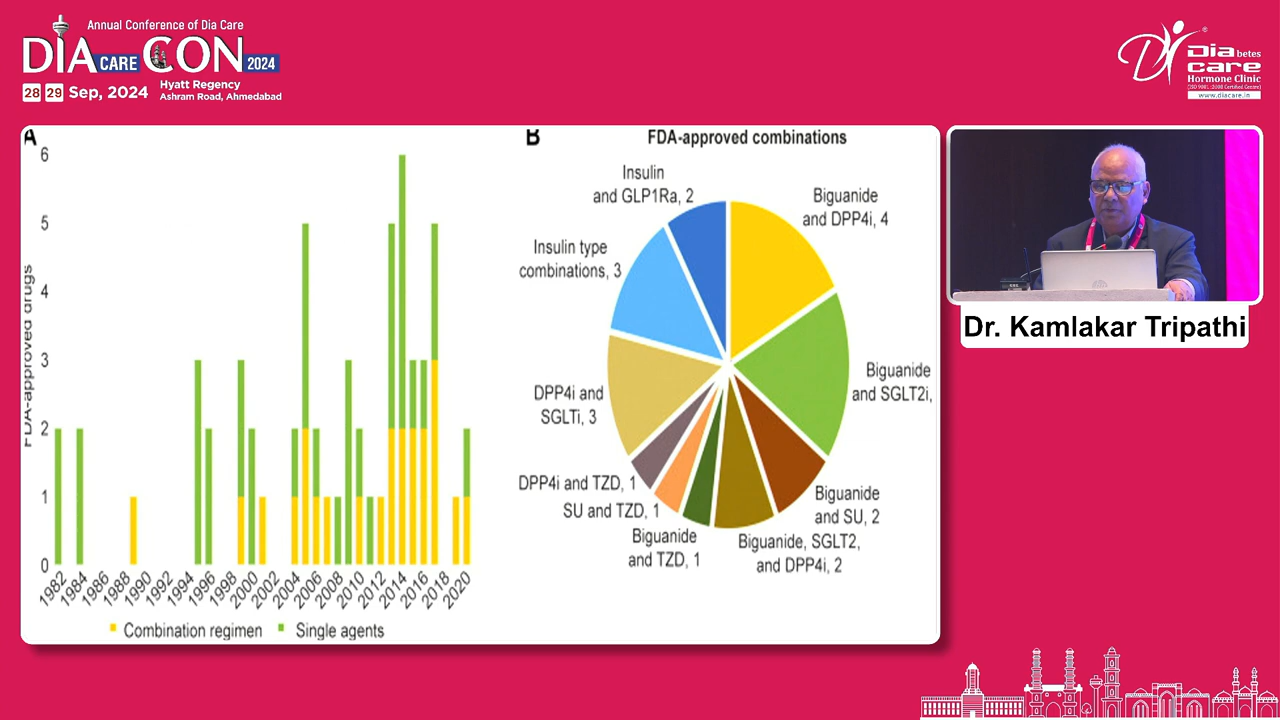 Annual Conference of Dia Care
DIA CARE CON 2024
28 29 Sep, 2024
Hyatt Regency
Ashram Road, Ahmedabad
Dia betes
care
Hormone Clinic
(ISO 9001 : 2008 Certified Centre)
www.diacare.in
A
FDA-approved drugs
6
5
4
3
2
1
0
1982 1984 1986 1988 1990 1992 1994 1996 1998 2000 2002 2004 2006 2008 2010 2012 2014 2016 2018 2020
Combination regimen Single agents
B
FDA-approved combinations
Insulin
and GLP1Ra, 2
Biguanide
and DPP4i, 4
Insulin type
combinations, 3
Biguanide
and SGLT2i,
DPP4i and
SGLTi, 3
DPP4i and TZD, 1
SU and TZD, 1
Biguanide
and TZD, 1
Biguanide, SGLT2,
and DPP4i, 2
Biguanide
and SU, 2
Dr. Kamlakar Tripathi